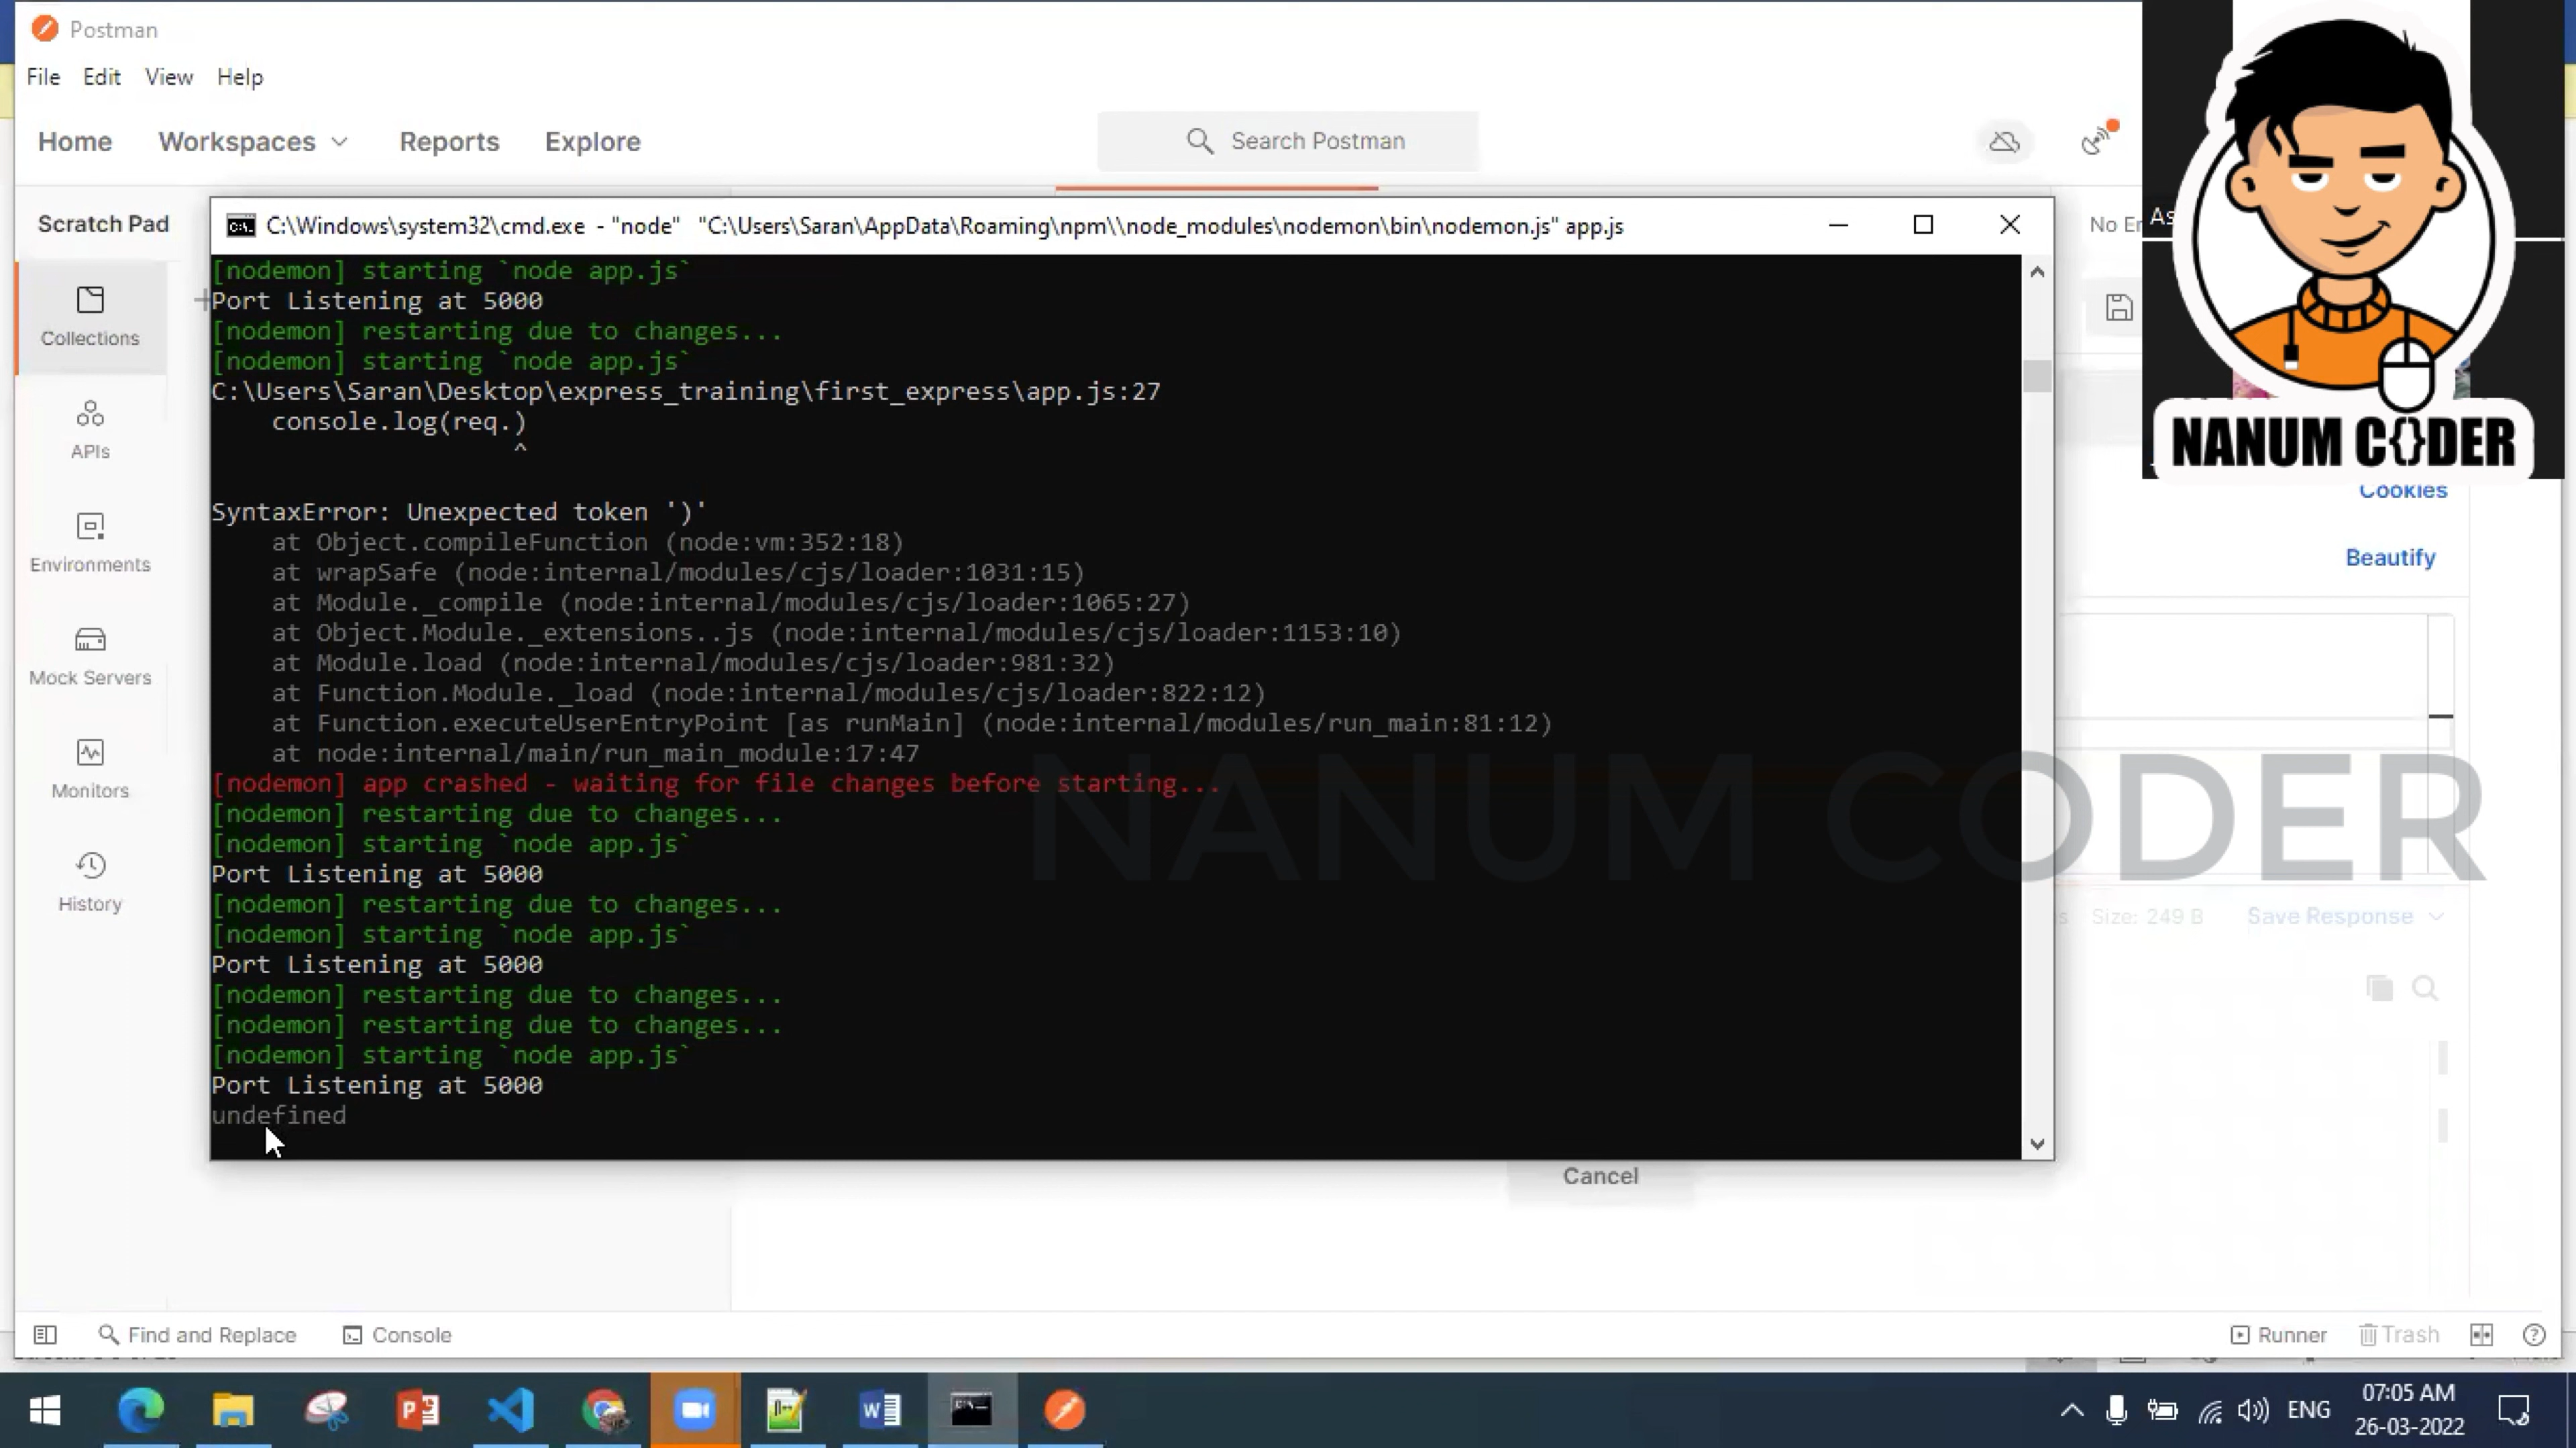 Postman
File Edit View Help
Home Workspaces Reports Explore Search Postman
Scratch Pad
C:\Windows\system32\cmd.exe - "node" "C:\Users\Saran\AppData\Roaming\npm\\node_modules\nodemon\bin\nodemon.js" app.js
No En
As
[nodemon] starting `node app.js`
Port Listening at 5000
[nodemon] restarting due to changes...
[nodemon] starting `node app.js`
C:\Users\Saran\Desktop\express_training\first_express\app.js:27
console.log(req.)
^
SyntaxError: Unexpected token ')'
at Object.compileFunction (node:vm:352:18)
at wrapSafe (node:internal/modules/cjs/loader:1031:15)
at Module._compile (node:internal/modules/cjs/loader:1065:27)
at Object.Module._extensions..js (node:internal/modules/cjs/loader:1153:10)
at Module.load (node:internal/modules/cjs/loader:981:32)
at Function.Module._load (node:internal/modules/cjs/loader:822:12)
at Function.executeUserEntryPoint [as runMain] (node:internal/modules/run_main:81:12)
at node:internal/main/run_main_module:17:47
[nodemon] app crashed - waiting for file changes before starting...
[nodemon] restarting due to changes...
[nodemon] starting `node app.js`
Port Listening at 5000
[nodemon] restarting due to changes...
[nodemon] starting `node app.js`
Port Listening at 5000
[nodemon] restarting due to changes...
[nodemon] restarting due to changes...
[nodemon] starting `node app.js`
Port Listening at 5000
undefined
Collections
APIs
Environments
Mock Servers
Monitors
History
NANUM C{}DER
Cookies
Beautify
NANUM CODER
Size: 249 B Save Response
Cancel
Find and Replace Console
Runner Trash
ENG
07:05 AM
26-03-2022